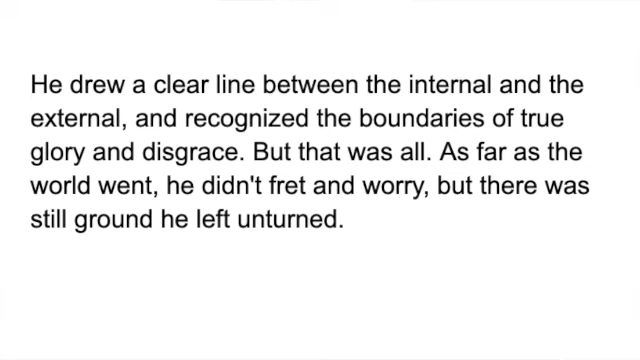 He drew a clear line between the internal and the
external, and recognized the boundaries of true
glory and disgrace. But that was all. As far as the
world went, he didn't fret and worry, but there was
still ground he left unturned.